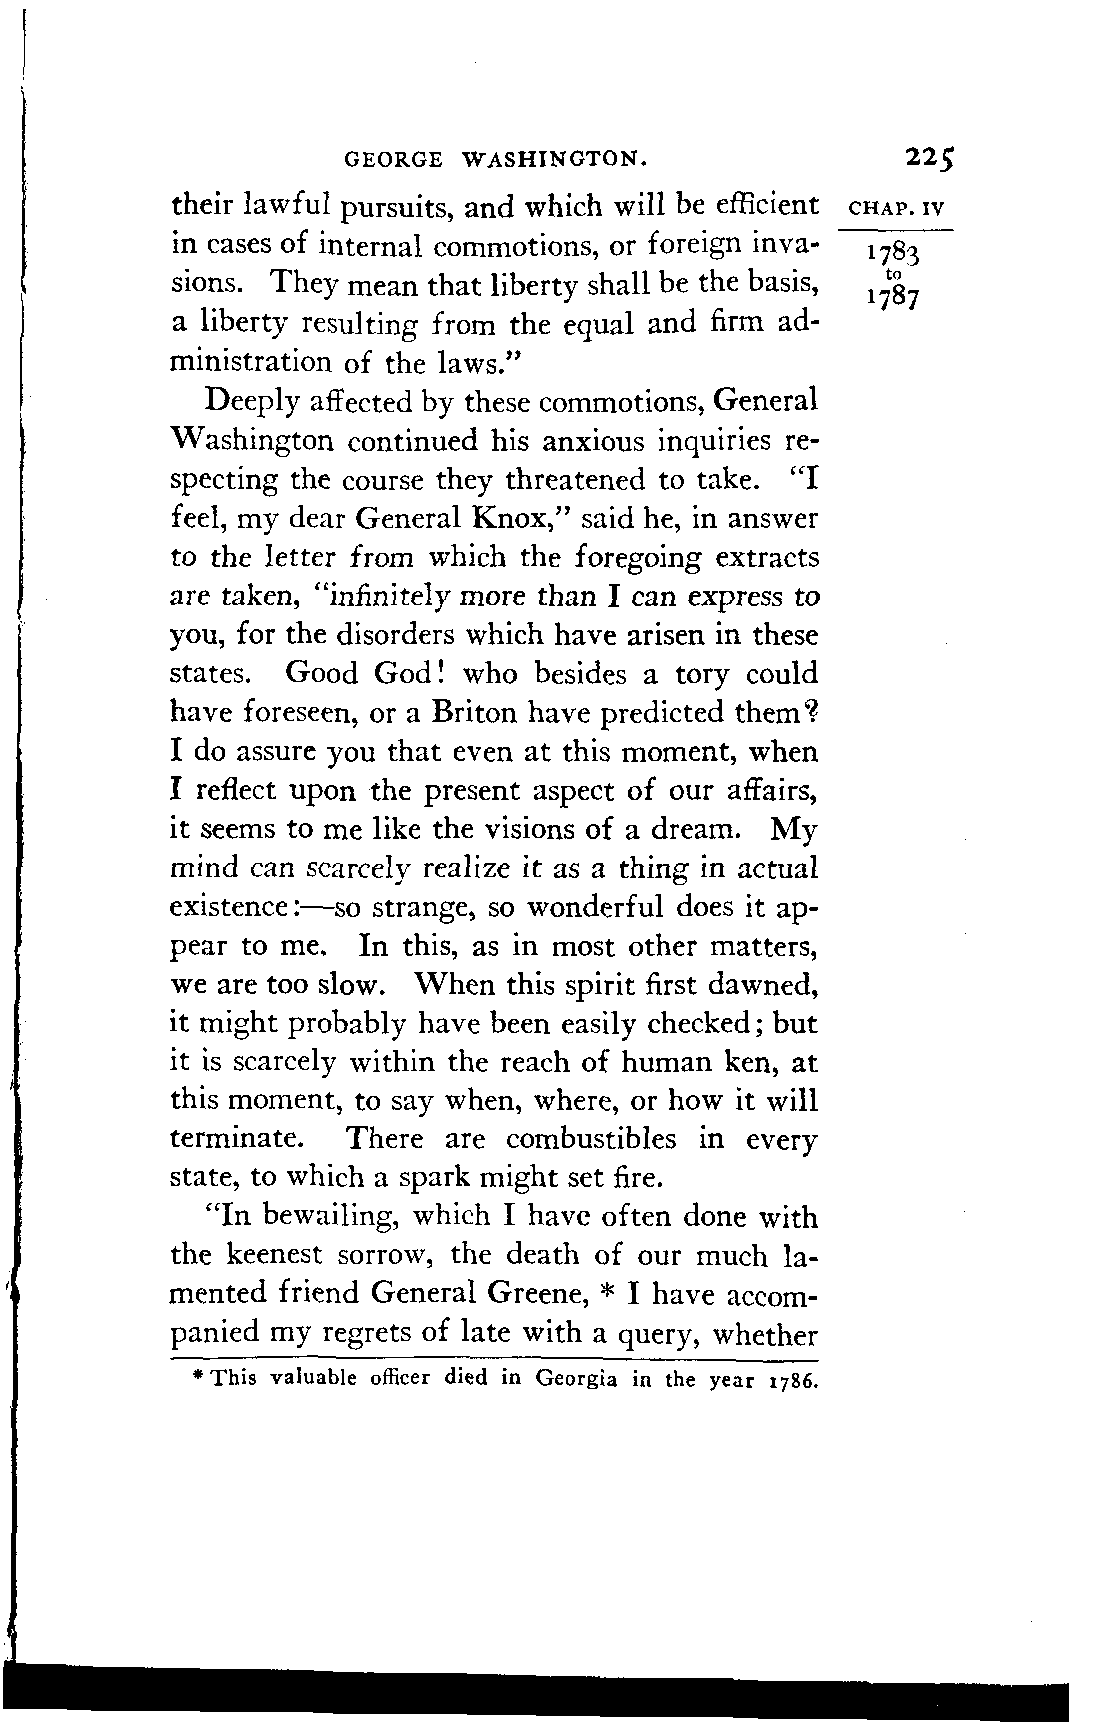 GEORGE WASHINGTON. 225
their lawful pursuits, and which will be efficient CHAP. IV
in cases of internal commotions, or foreign inva- 1783
sions. They mean that liberty shall be the basis, to
a liberty resulting from the equal and firm ad- 1787
ministration of the laws."
Deeply affected by these commotions, General
Washington continued his anxious inquiries re-
specting the course they threatened to take. "I
feel, my dear General Knox," said he, in answer
to the letter from which the foregoing extracts
are taken, "infinitely more than I can express to
you, for the disorders which have arisen in these
states. Good God! who besides a tory could
have foreseen, or a Briton have predicted them?
I do assure you that even at this moment, when
I reflect upon the present aspect of our affairs,
it seems to me like the visions of a dream. My
mind can scarcely realize it as a thing in actual
existence:—so strange, so wonderful does it ap-
pear to me. In this, as in most other matters,
we are too slow. When this spirit first dawned,
it might probably have been easily checked; but
it is scarcely within the reach of human ken, at
this moment, to say when, where, or how it will
terminate. There are combustibles in every
state, to which a spark might set fire.
"In bewailing, which I have often done with
the keenest sorrow, the death of our much la-
mented friend General Greene, * I have accom-
panied my regrets of late with a query, whether
* This valuable officer died in Georgia in the year 1786.